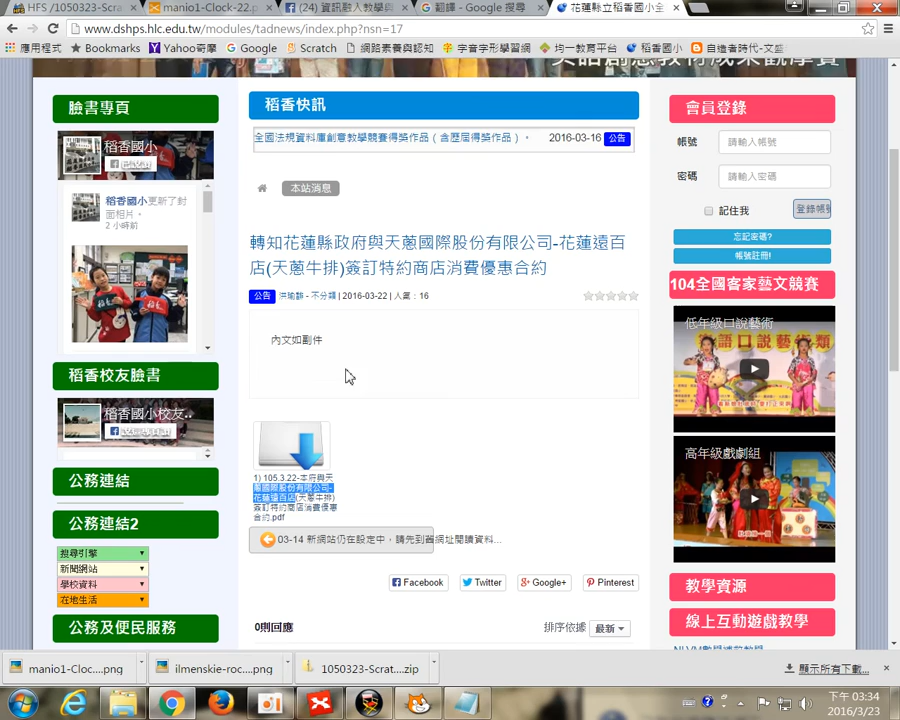 HFS /1050323-Scra
manio1-Clock-22.p
(24) 資訊融入教學與
翻譯 - Google 搜尋
花蓮縣立稻香國小全
www.dshps.hlc.edu.tw/modules/tadnews/index.php?nsn=17
應用程式
Bookmarks
Yahoo奇摩
Google
Scratch
網路素養與認知
字音字形學習網
均一教育平台
稻香國小
自造者時代-文盛
臉書專頁
稻香國小
稻香國小更新了封
面相片。
2 小時前
稻香校友臉書
稻香國小校友..
公務連結
公務連結2
搜尋引擎
新聞網站
學校資料
在地生活
公務及便民服務
稻香快訊
全國法規資料庫創意教學競賽得獎作品（含歷屆得獎作品）。 2016-03-16 公告
本站消息
轉知花蓮縣政府與天蔥國際股份有限公司-花蓮遠百
店(天蔥牛排)簽訂特約商店消費優惠合約
公告 - 不分類 | 2016-03-22 | 人氣：16
內文如副件
1) 105.3.22-本府與天
蔥國際股份有限公司-
花蓮遠百店(天蔥牛排)
簽訂特約商店消費優惠
合約.pdf
03-14 新網站仍在設定中，請先到舊網址閱讀資料...
Facebook
Twitter
Google+
Pinterest
0則回應
排序依據
最新
會員登錄
帳號
請輸入帳號
密碼
請輸入密碼
記住我
登錄帳
忘記密碼?
帳號註冊!
104全國客家藝文競賽
低年級口說藝術
高年級戲劇組
教學資源
線上互動遊戲教學
manio1-Cloc....png
ilmenskie-roc....png
1050323-Scrat....zip
顯示所有下載...
下午 03:34
2016/3/23